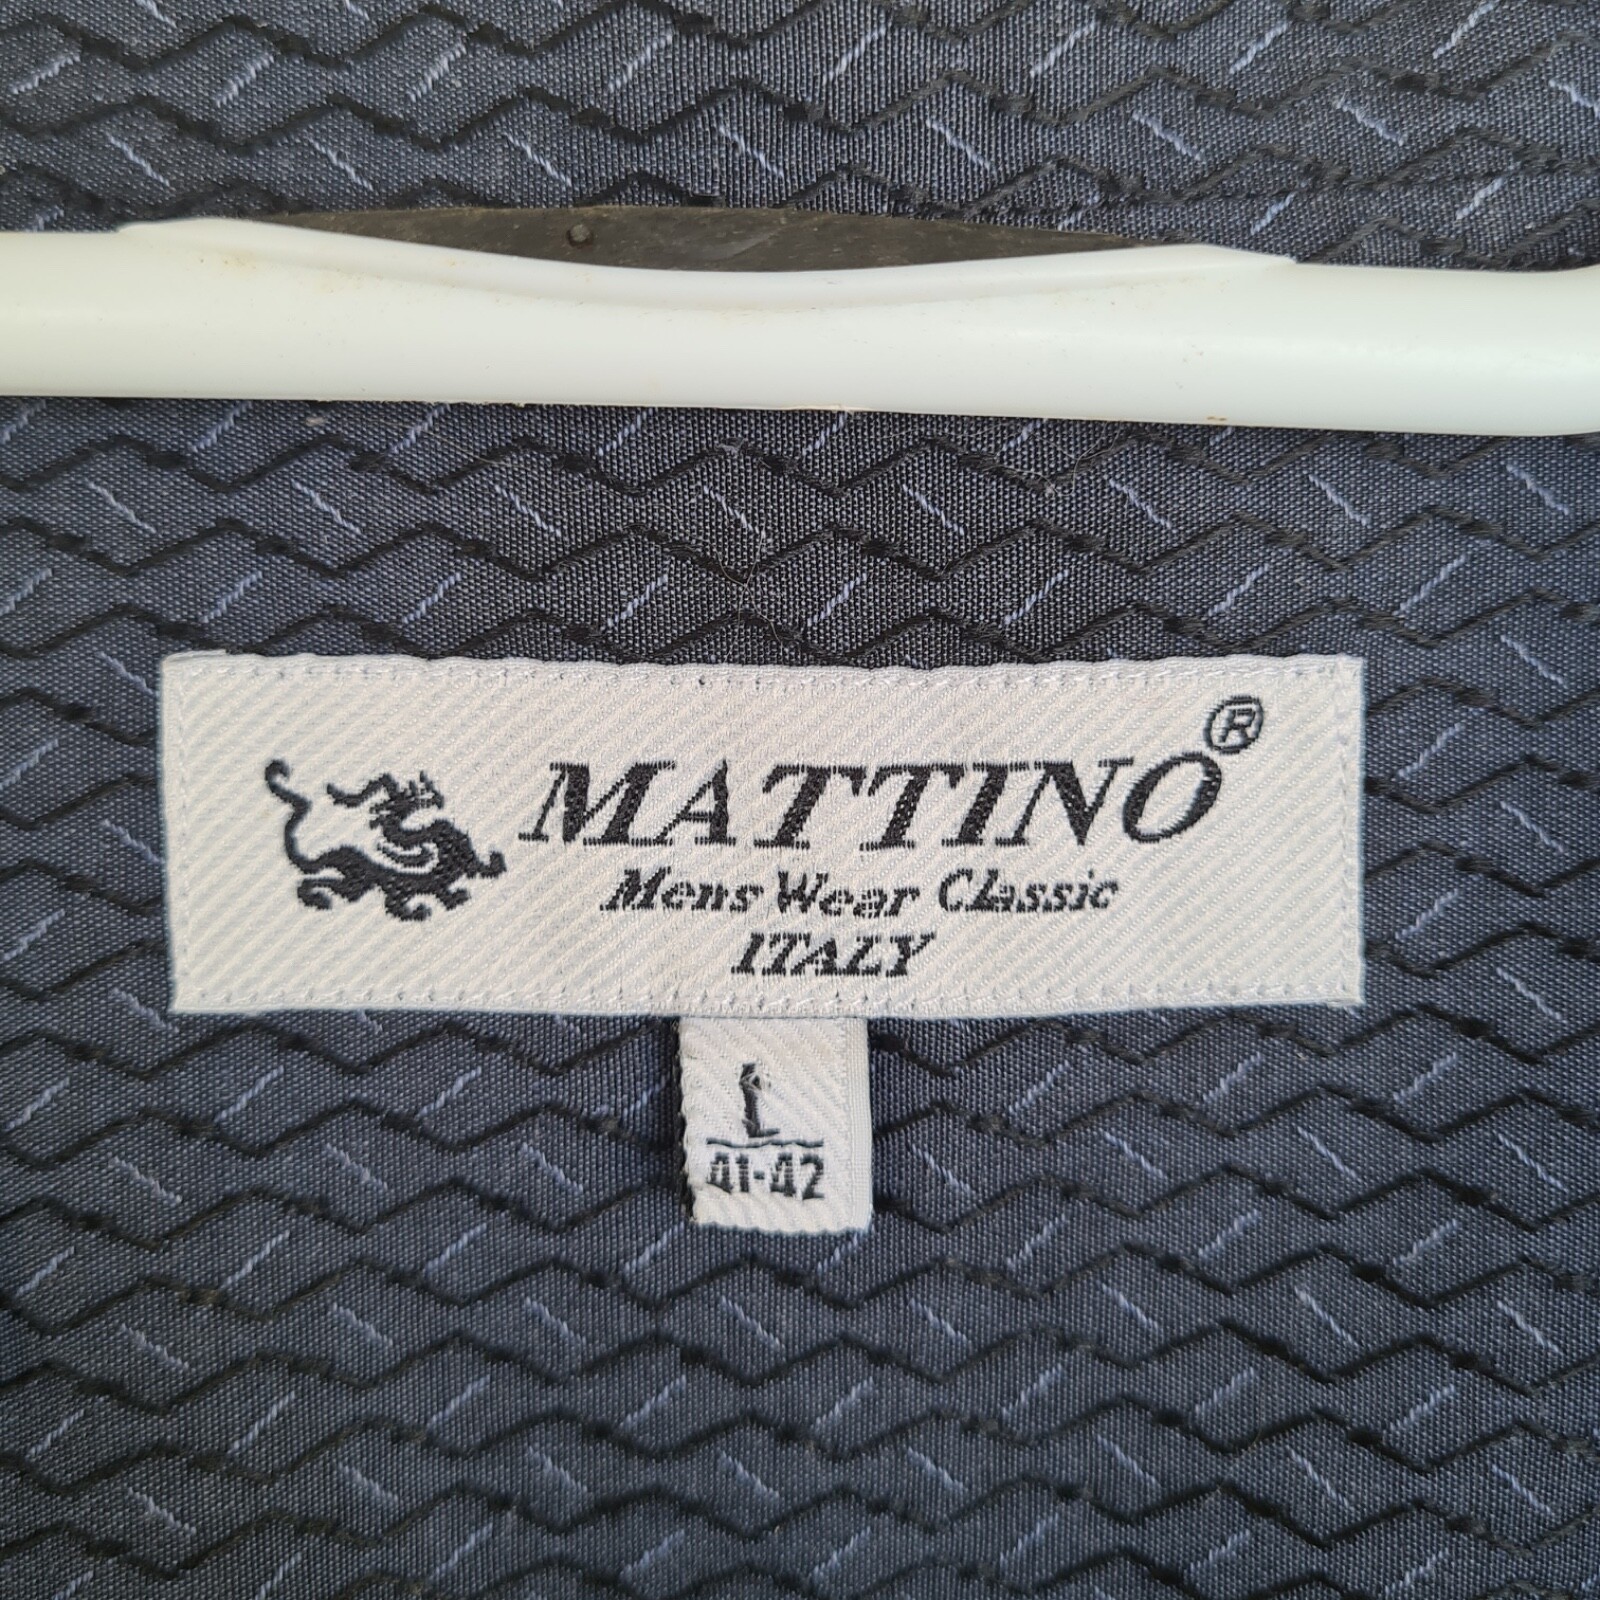 MATTINO®
Mens Wear Classic
ITALY
L
41-42